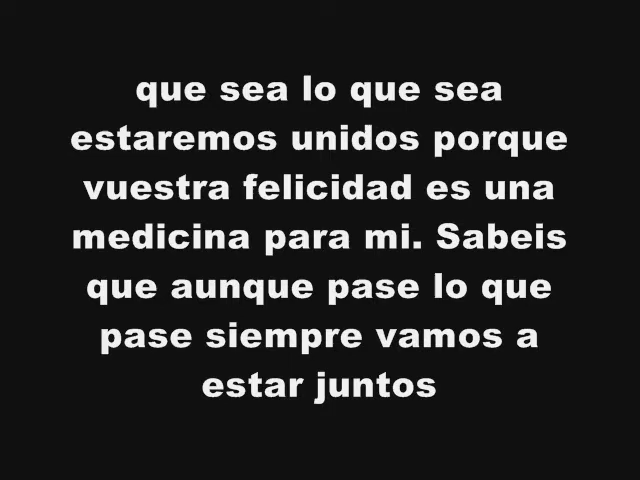 que sea lo que sea
estaremos unidos porque
vuestra felicidad es una
medicina para mi. Sabeis
que aunque pase lo que
pase siempre vamos a
estar juntos